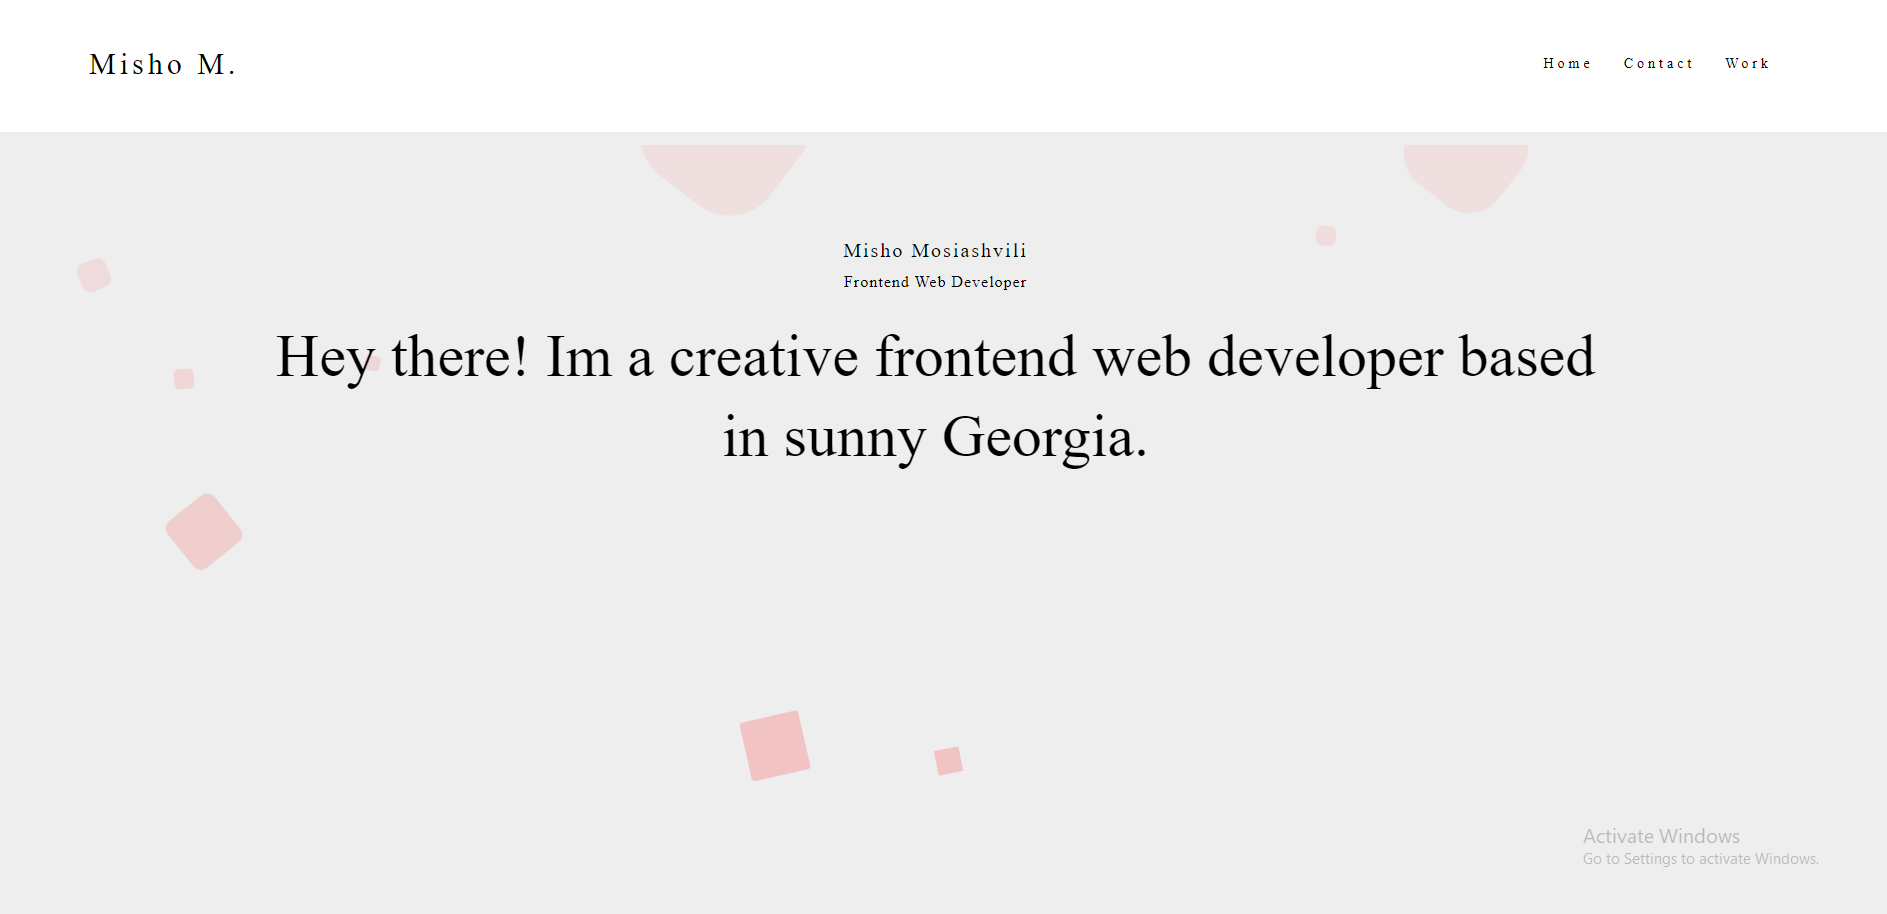 Misho M.
Home Contact Work
Misho Mosiashvili
Frontend Web Developer
Hey there! Im a creative frontend web developer based
in sunny Georgia.
Activate Windows
Go to Settings to activate Windows.